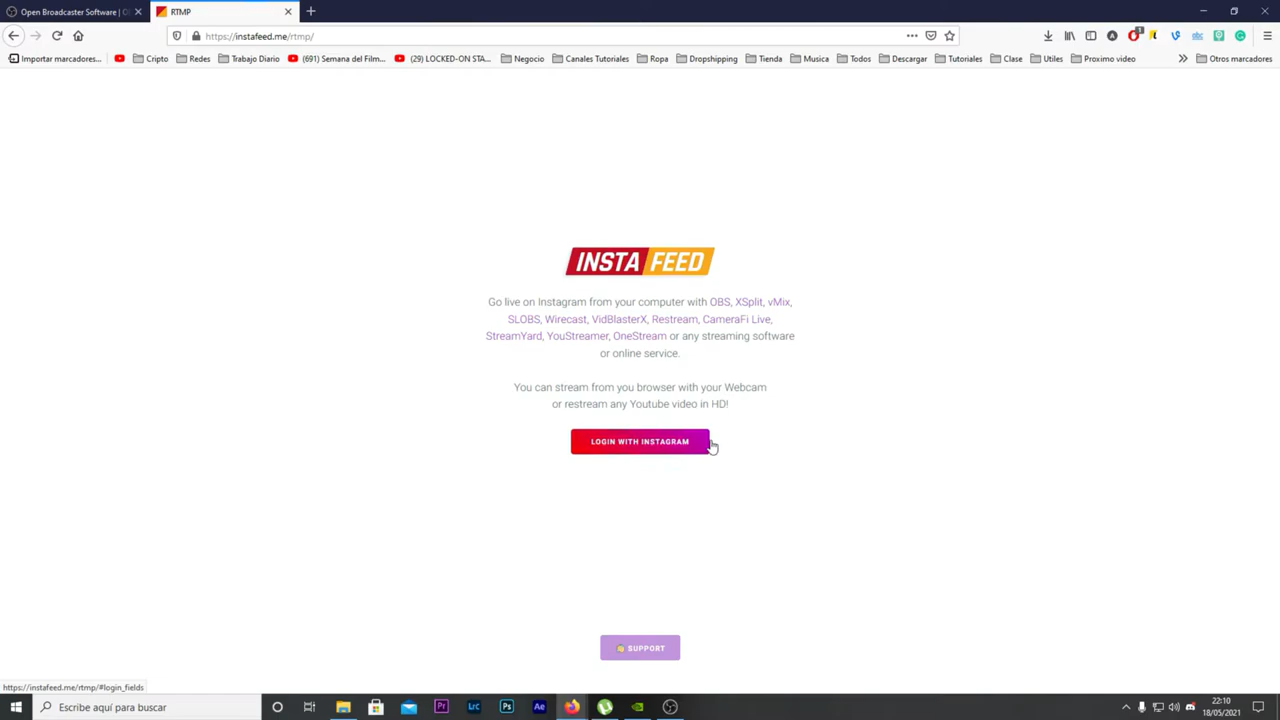 Open Broadcaster Software | O
RTMP
https://instafeed.me/rtmp/
Importar marcadores...
Cripto
Redes
Trabajo Diario
(691) Semana del Film...
(29) LOCKED-ON STA...
Negocio
Canales Tutoriales
Ropa
Dropshipping
Tienda
Musica
Todos
Descargar
Tutoriales
Clase
Utiles
Proximo video
Otros marcadores
INSTA FEED
Go live on Instagram from your computer with OBS, XSplit, vMix,
SLOBS, Wirecast, VidBlasterX, Restream, CameraFi Live,
StreamYard, YouStreamer, OneStream or any streaming software
or online service.
You can stream from you browser with your Webcam
or restream any Youtube video in HD!
LOGIN WITH INSTAGRAM
SUPPORT
https://instafeed.me/rtmp/#login_fields
Escribe aquí para buscar
Pr
Lrc
Ps
Ae
22:10
18/05/2021